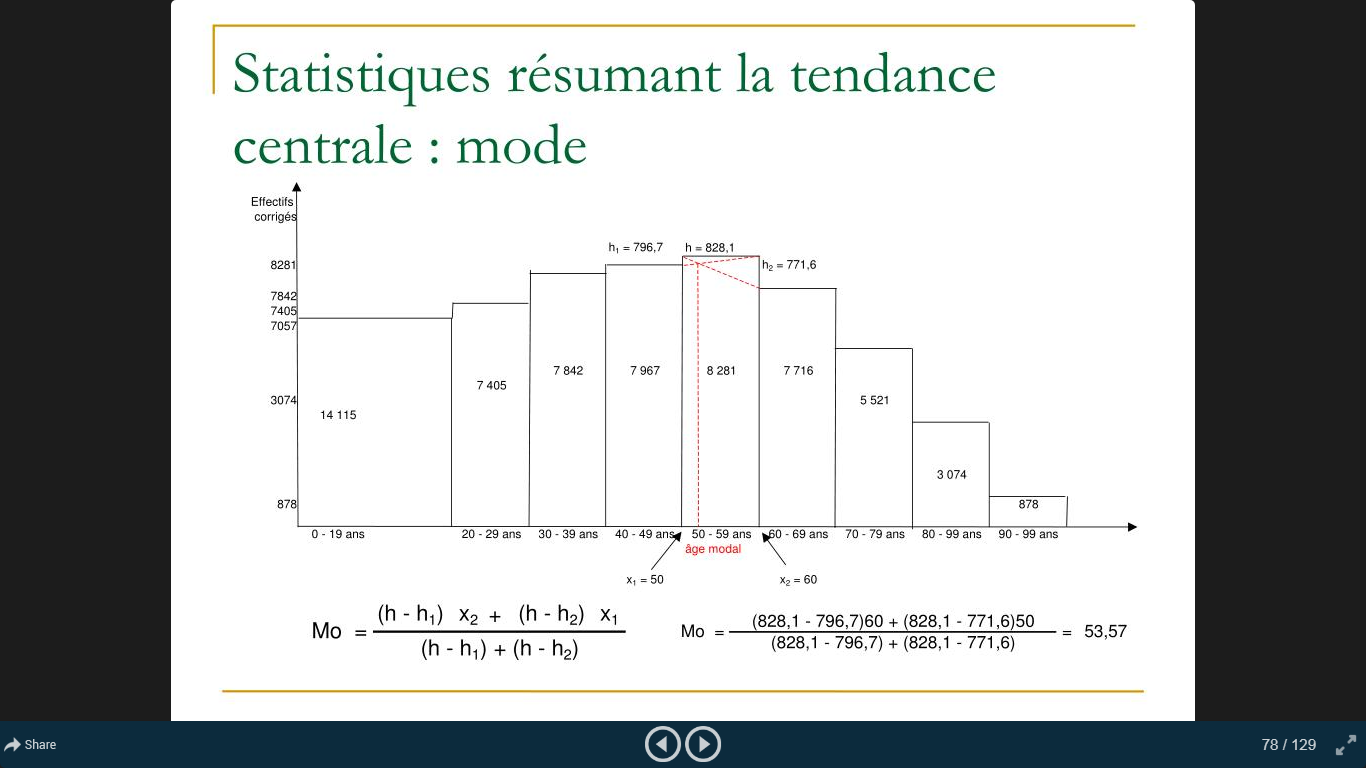 Statistiques résumant la tendance
centrale : mode
Effectifs
corrigés
h₁ = 796,7
h = 828,1
h₂ = 771,6
8281
7842
7405
7057
3074
878
14 115
7 405
7 842
7 967
8 281
7 716
5 521
3 074
878
0 - 19 ans
20 - 29 ans
30 - 39 ans
40 - 49 ans
50 - 59 ans
60 - 69 ans
70 - 79 ans
80 - 99 ans
90 - 99 ans
âge modal
x₁ = 50
x₂ = 60
(h - h₁) x₂ + (h - h₂) x₁
Mo =
(h - h₁) + (h - h₂)
(828,1 - 796,7)60 + (828,1 - 771,6)50
Mo = = 53,57
(828,1 - 796,7) + (828,1 - 771,6)
Share
78 / 129